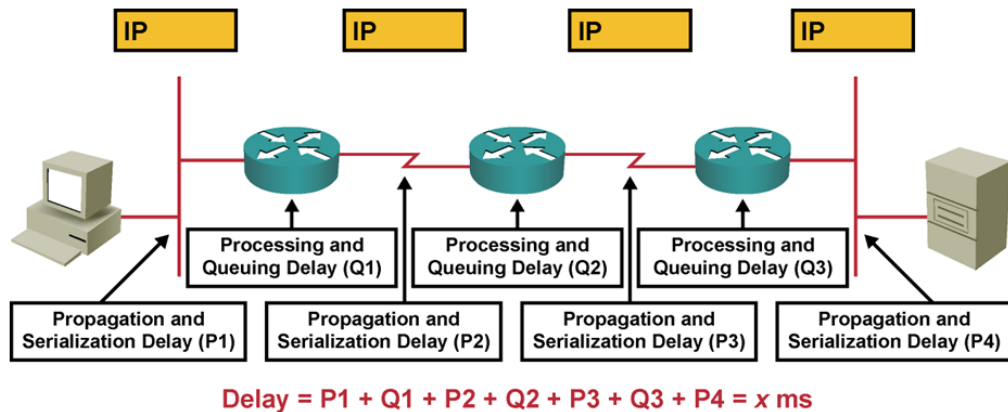 IP
IP
IP
IP
Processing and
Queuing Delay (Q1)
Processing and
Queuing Delay (Q2)
Processing and
Queuing Delay (Q3)
Propagation and
Serialization Delay (P1)
Propagation and
Serialization Delay (P2)
Propagation and
Serialization Delay (P3)
Propagation and
Serialization Delay (P4)
Delay = P1 + Q1 + P2 + Q2 + P3 + Q3 + P4 = x ms